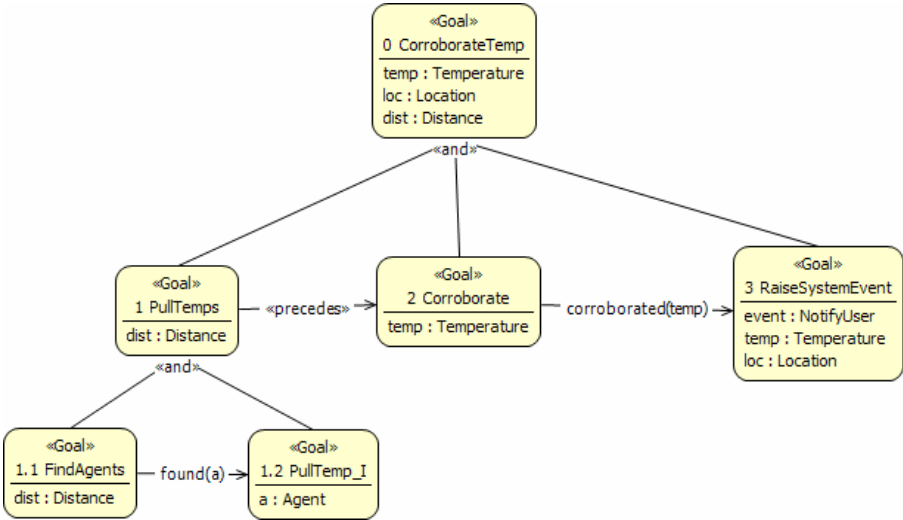 «Goal»
0 CorroborateTemp
temp : Temperature
loc : Location
dist : Distance
«and»
«Goal»
1 PullTemps
dist : Distance
«precedes»
«Goal»
2 Corroborate
temp : Temperature
corroborated(temp)
«Goal»
3 RaiseSystemEvent
event : NotifyUser
temp : Temperature
loc : Location
«and»
«Goal»
1.1 FindAgents
dist : Distance
found(a)
«Goal»
1.2 PullTemp_I
a : Agent